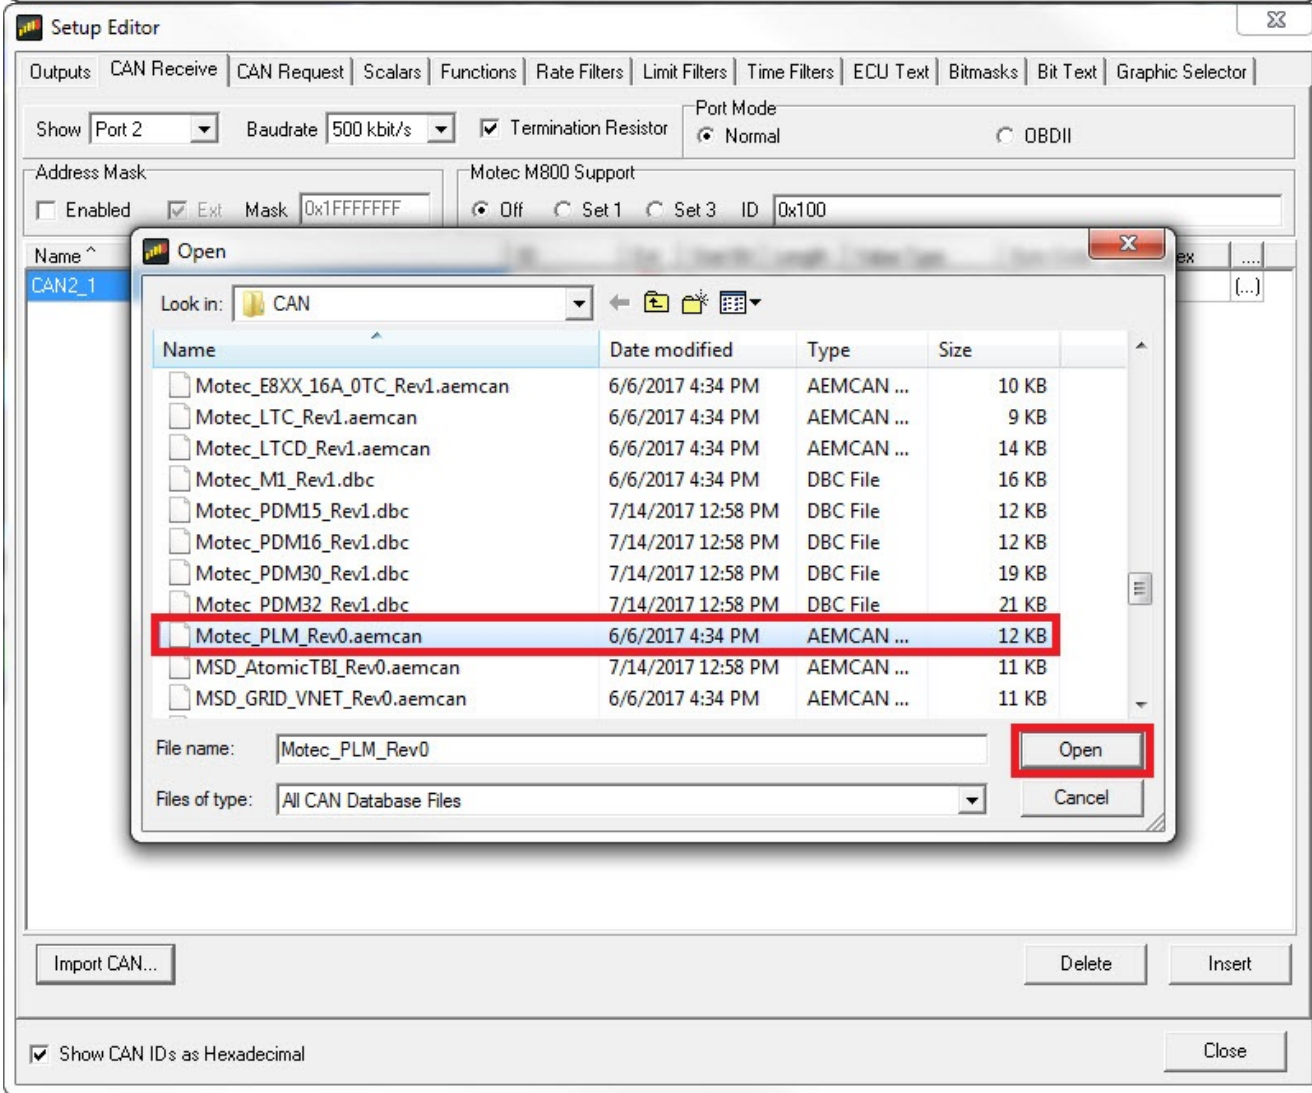 Setup Editor
Outputs CAN Receive CAN Request Scalars Functions Rate Filters Limit Filters Time Filters ECU Text Bitmasks Bit Text Graphic Selector
Port Mode
Show Port 2 Baudrate 500 kbit/s Termination Resistor Normal OBDII
Address Mask Motec M800 Support
Enabled Ext Mask 0x1FFFFFFF Off Set 1 Set 3 ID 0x100
Name ^ ex ....
CAN2_1 (...)
Open
Look in: CAN
Name Date modified Type Size
Motec_E8XX_16A_0TC_Rev1.aemcan 6/6/2017 4:34 PM AEMCAN ... 10 KB
Motec_LTC_Rev1.aemcan 6/6/2017 4:34 PM AEMCAN ... 9 KB
Motec_LTCD_Rev1.aemcan 6/6/2017 4:34 PM AEMCAN ... 14 KB
Motec_M1_Rev1.dbc 6/6/2017 4:34 PM DBC File 16 KB
Motec_PDM15_Rev1.dbc 7/14/2017 12:58 PM DBC File 12 KB
Motec_PDM16_Rev1.dbc 7/14/2017 12:58 PM DBC File 12 KB
Motec_PDM30_Rev1.dbc 7/14/2017 12:58 PM DBC File 19 KB
Motec_PDM32_Rev1.dbc 7/14/2017 12:58 PM DBC File 21 KB
Motec_PLM_Rev0.aemcan 6/6/2017 4:34 PM AEMCAN ... 12 KB
MSD_AtomicTBI_Rev0.aemcan 7/14/2017 12:58 PM AEMCAN ... 11 KB
MSD_GRID_VNET_Rev0.aemcan 6/6/2017 4:34 PM AEMCAN ... 11 KB
File name: Motec_PLM_Rev0 Open
Files of type: All CAN Database Files Cancel
Import CAN... Delete Insert
Show CAN IDs as Hexadecimal Close